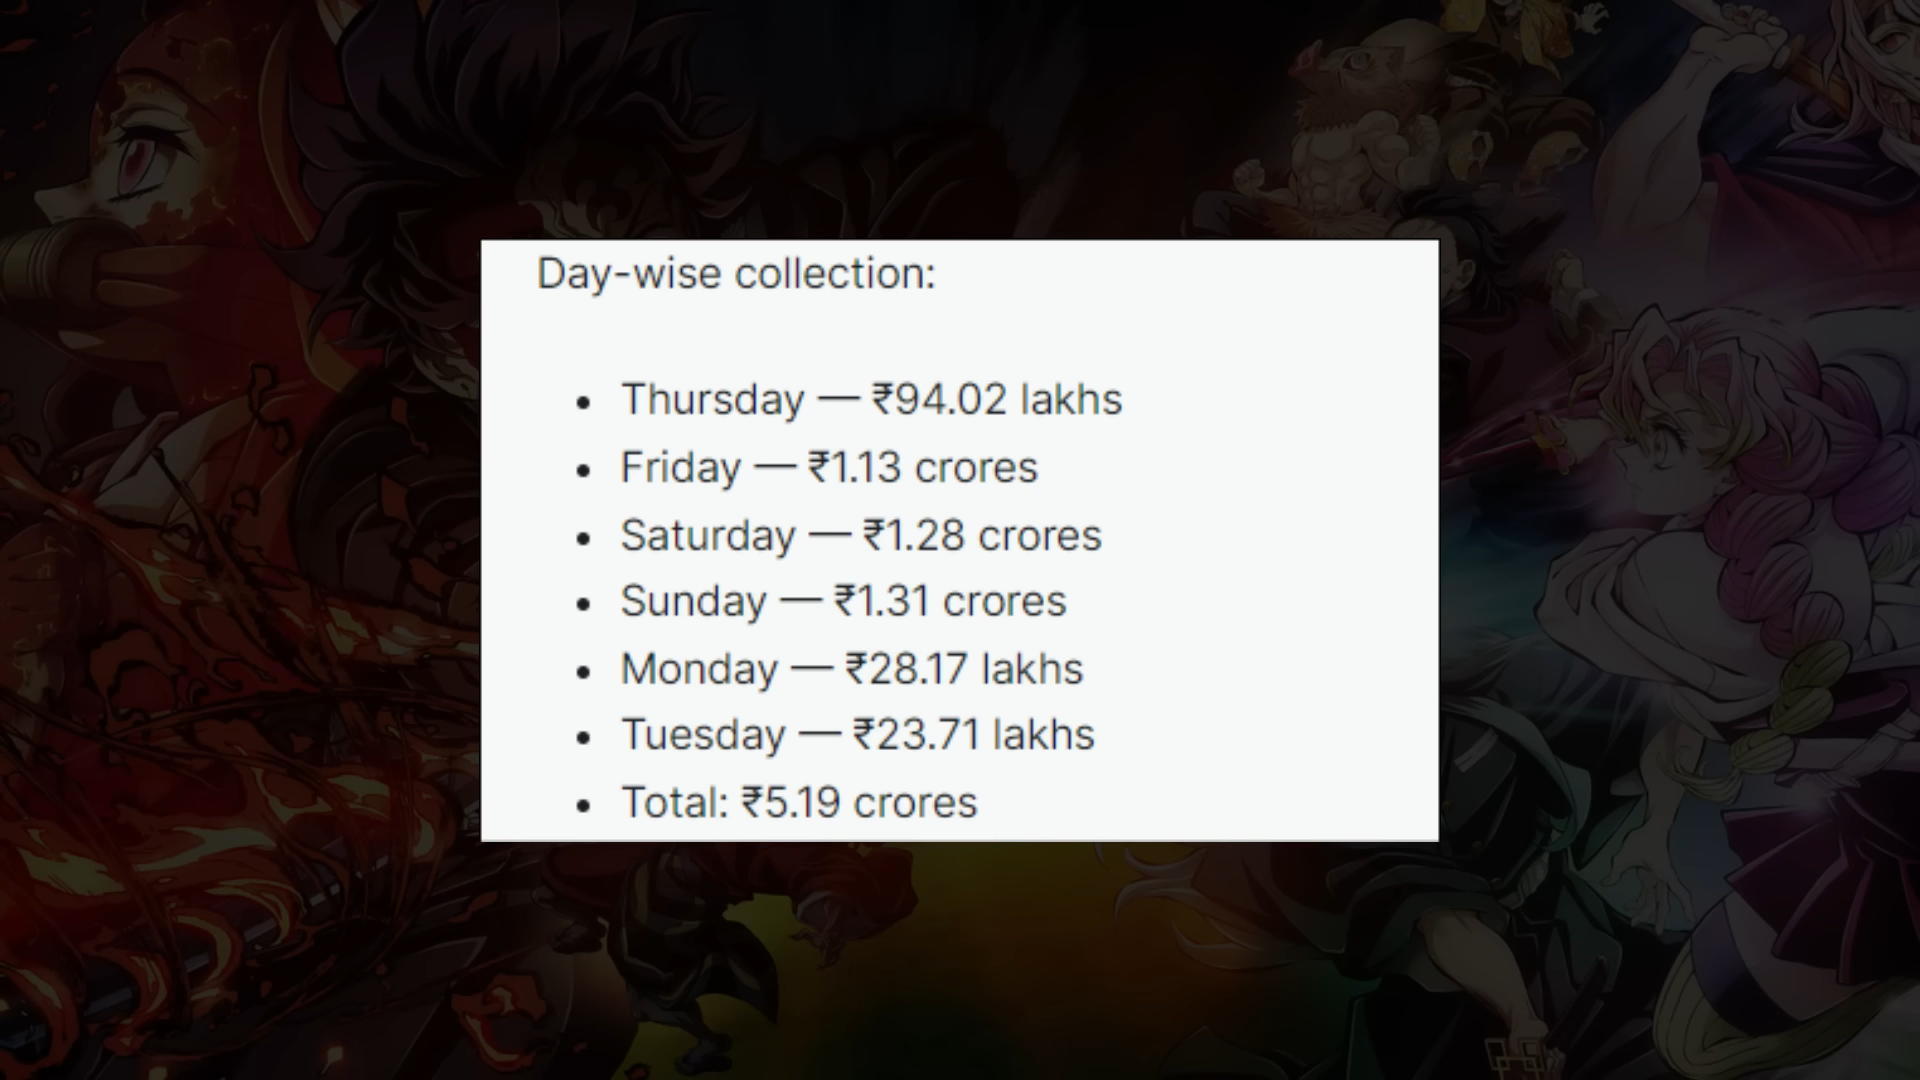 Day-wise collection:
• Thursday — ₹94.02 lakhs
• Friday — ₹1.13 crores
• Saturday — ₹1.28 crores
• Sunday — ₹1.31 crores
• Monday — ₹28.17 lakhs
• Tuesday — ₹23.71 lakhs
• Total: ₹5.19 crores